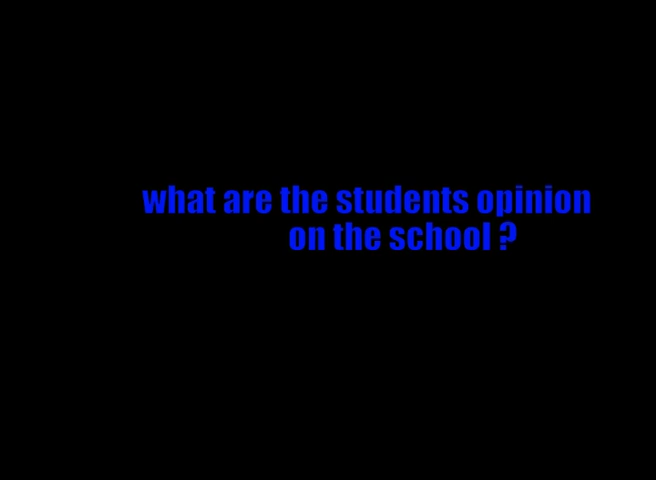 what are the students opinion
on the school ?